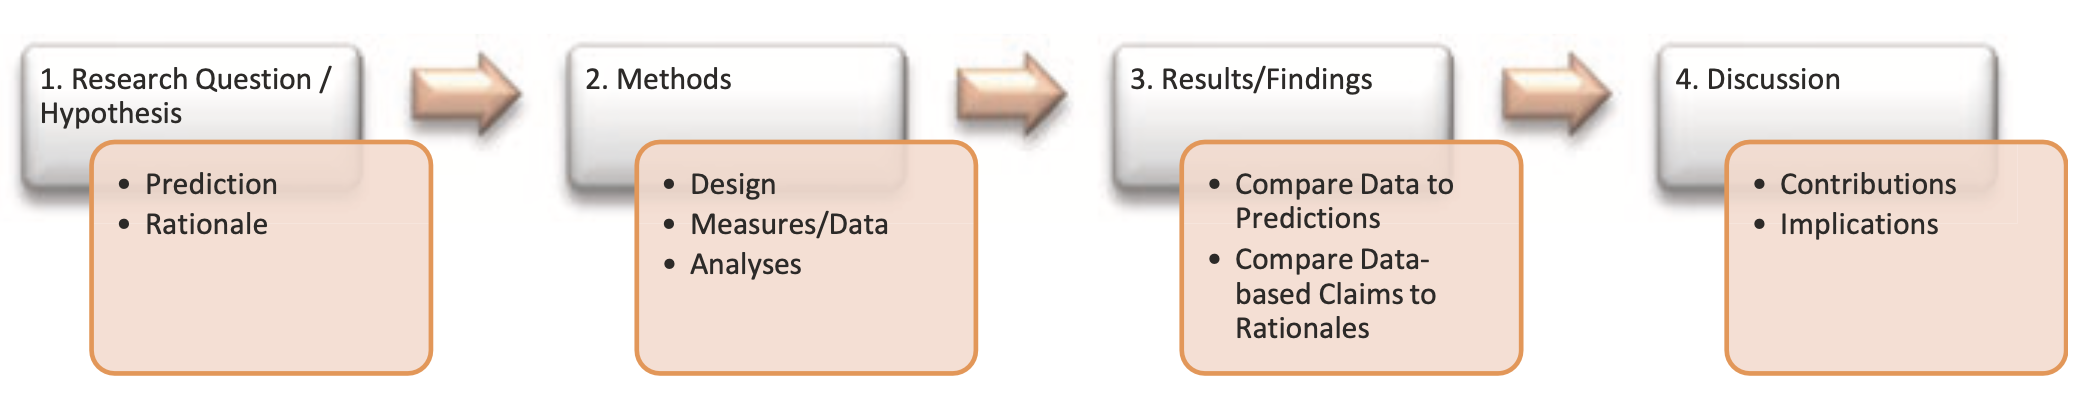 1. Research Question /
Hypothesis
• Prediction
• Rationale
2. Methods
• Design
• Measures/Data
• Analyses
3. Results/Findings
• Compare Data to
Predictions
• Compare Data-
based Claims to
Rationales
4. Discussion
• Contributions
• Implications